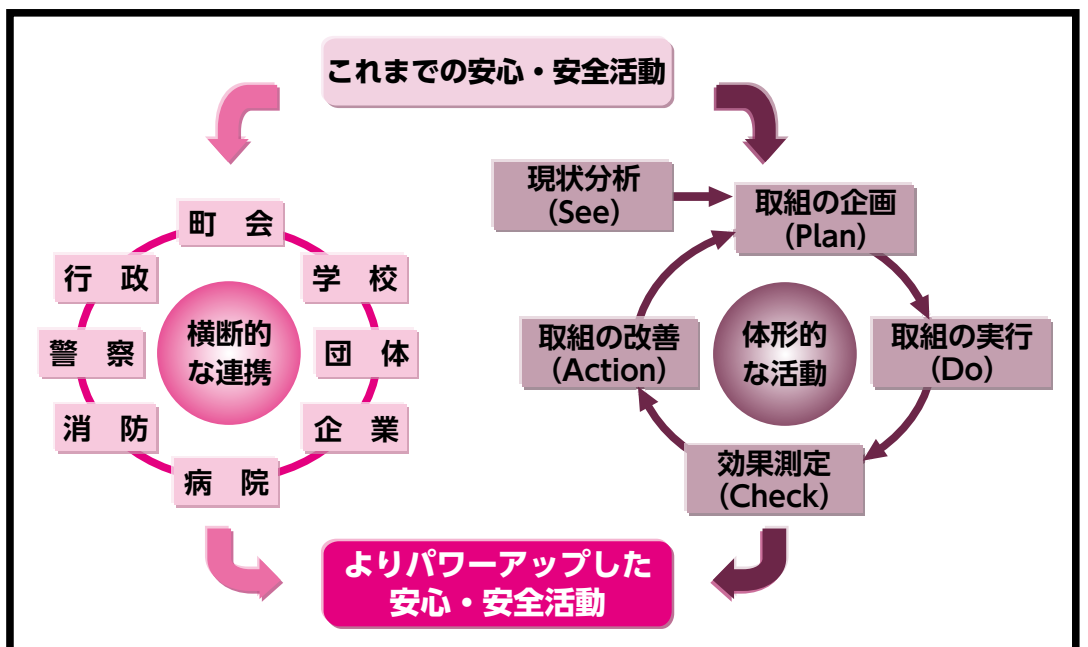 これまでの安心・安全活動
町　会
学　校
団　体
企　業
病　院
消　防
警　察
行　政
横断的
な連携
現状分析
（See）
取組の企画
（Plan）
取組の実行
（Do）
効果測定
（Check）
取組の改善
（Action）
体形的
な活動
よりパワーアップした
安心・安全活動